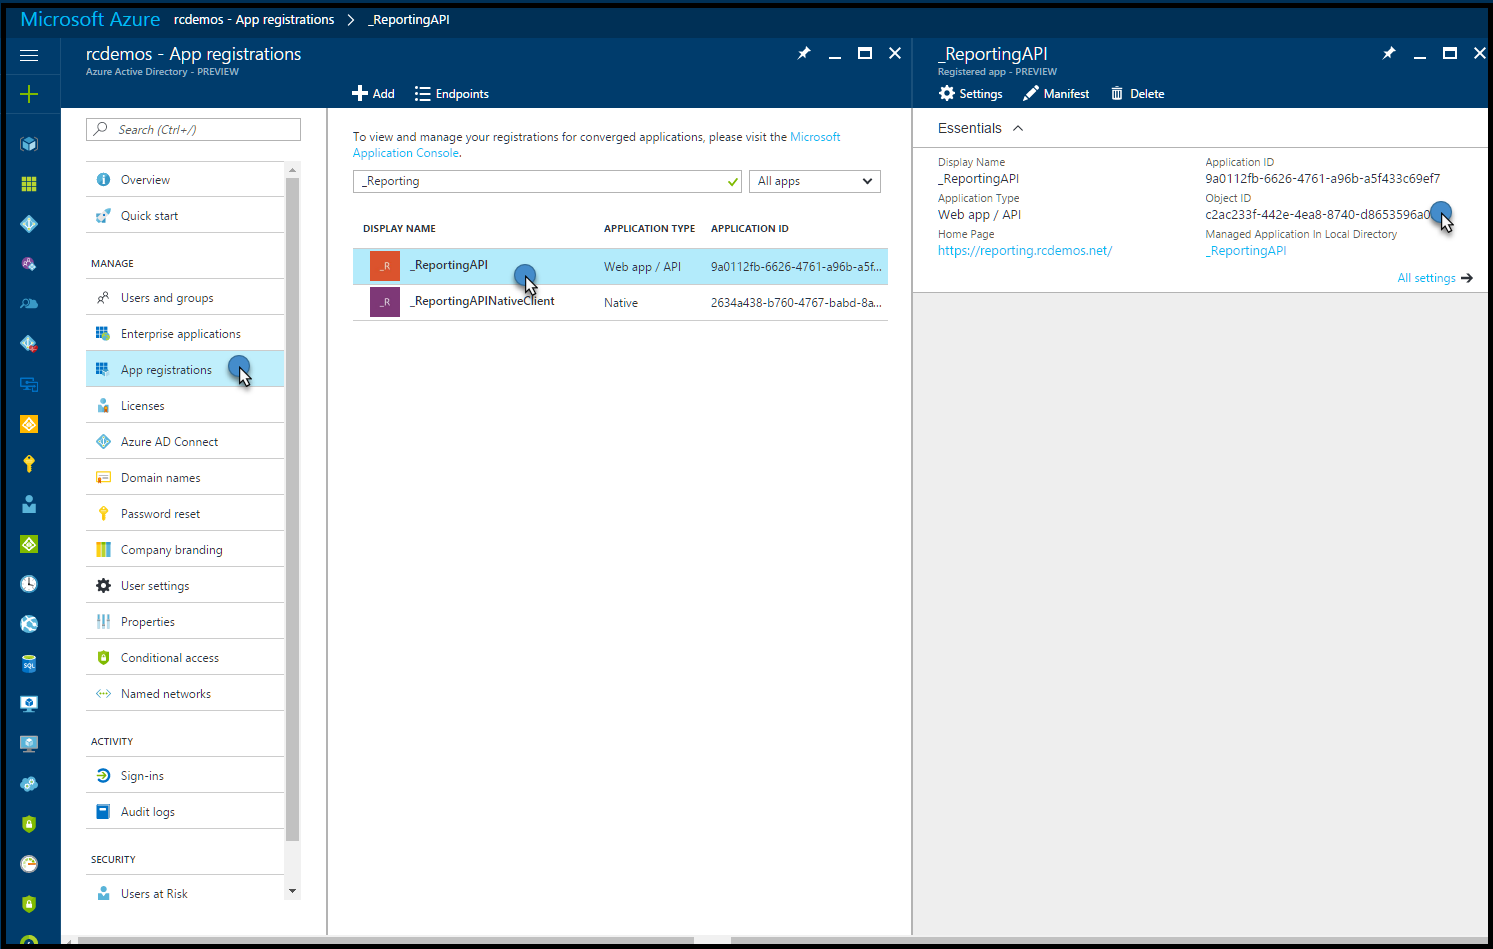 Microsoft Azure rcdemos - App registrations > _ReportingAPI
rcdemos - App registrations
Azure Active Directory - PREVIEW
Add
Endpoints
Search (Ctrl+/)
Overview
Quick start
MANAGE
Users and groups
Enterprise applications
App registrations
Licenses
Azure AD Connect
Domain names
Password reset
Company branding
User settings
Properties
Conditional access
Named networks
ACTIVITY
Sign-ins
Audit logs
SECURITY
Users at Risk
To view and manage your registrations for converged applications, please visit the Microsoft
Application Console.
_Reporting
All apps
DISPLAY NAME APPLICATION TYPE APPLICATION ID
_R _ReportingAPI Web app / API 9a0112fb-6626-4761-a96b-a5f...
_R _ReportingAPINativeClient Native 2634a438-b760-4767-babd-8a...
SQL
_ReportingAPI
Registered app - PREVIEW
Settings
Manifest
Delete
Essentials
Display Name
_ReportingAPI
Application Type
Web app / API
Home Page
https://reporting.rcdemos.net/
Application ID
9a0112fb-6626-4761-a96b-a5f433c69ef7
Object ID
c2ac233f-442e-4ea8-8740-d8653596a0
Managed Application In Local Directory
_ReportingAPI
All settings